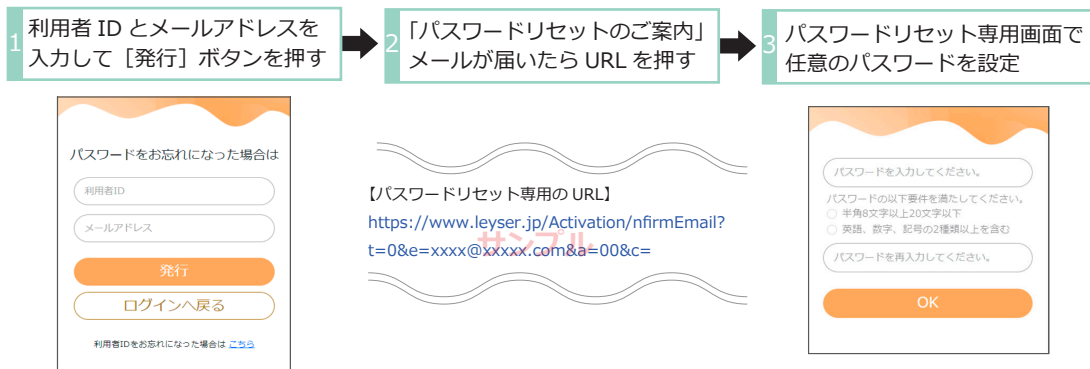 1 利用者 ID とメールアドレスを
入力して［発行］ボタンを押す
2 「パスワードリセットのご案内」
メールが届いたら URL を押す
3 パスワードリセット専用画面で
任意のパスワードを設定
パスワードをお忘れになった場合は
利用者ID
メールアドレス
発行
ログインへ戻る
利用者IDをお忘れになった場合は こちら
【パスワードリセット専用の URL】
https://www.leyser.jp/Activation/nfirmEmail?
t=0&e=xxxx@xxxxx.com&a=00&c=
サンプル
パスワードを入力してください。
パスワードの以下要件を満たしてください。
半角8文字以上20文字以下
英語、数字、記号の2種類以上を含む
パスワードを再入力してください。
OK